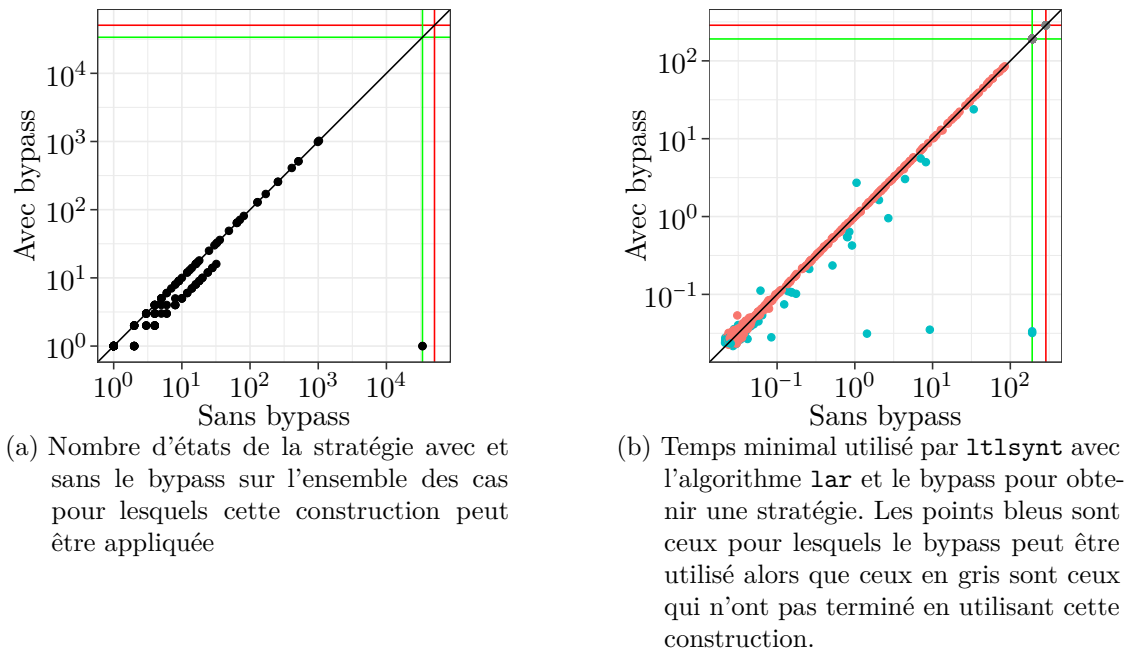 10^4
10^3
10^2
10^1
10^0
Avec bypass
10^0 10^1 10^2 10^3 10^4
Sans bypass
(a) Nombre d'états de la stratégie avec et
sans le bypass sur l'ensemble des cas
pour lesquels cette construction peut
être appliquée
10^2
10^1
10^0
10^−1
Avec bypass
10^−1 10^0 10^1 10^2
Sans bypass
(b) Temps minimal utilisé par ltlsynt avec
l'algorithme lar et le bypass pour obte-
nir une stratégie. Les points bleus sont
ceux pour lesquels le bypass peut être
utilisé alors que ceux en gris sont ceux
qui n'ont pas terminé en utilisant cette
construction.